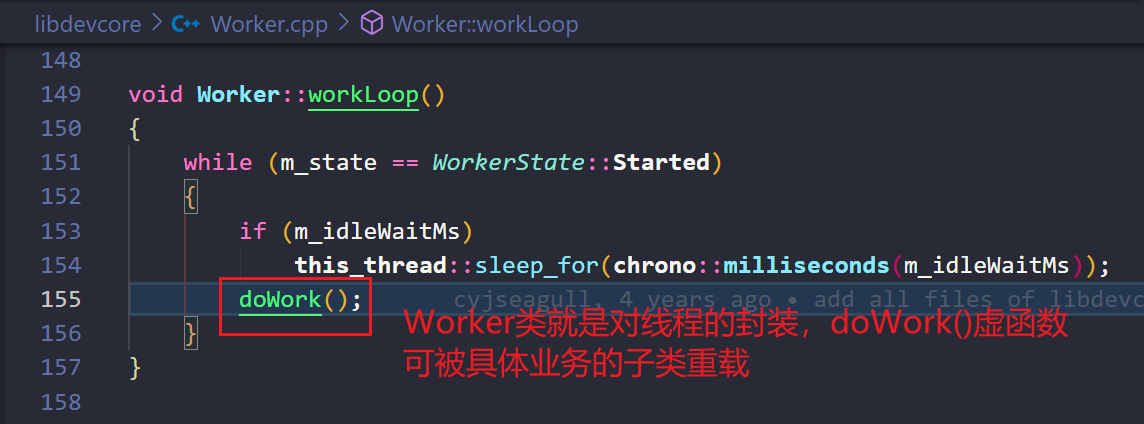 libdevcore > C++ Worker.cpp > Worker::workLoop
148
149 void Worker::workLoop()
150 {
151 while (m_state == WorkerState::Started)
152 {
153 if (m_idleWaitMs)
154 this_thread::sleep_for(chrono::milliseconds(m_idleWaitMs));
155 doWork(); cyjseagull, 4 years ago • add all files of libdevc
156 }
157 }
158
Worker类就是对线程的封装，doWork()虚函数
可被具体业务的子类重载